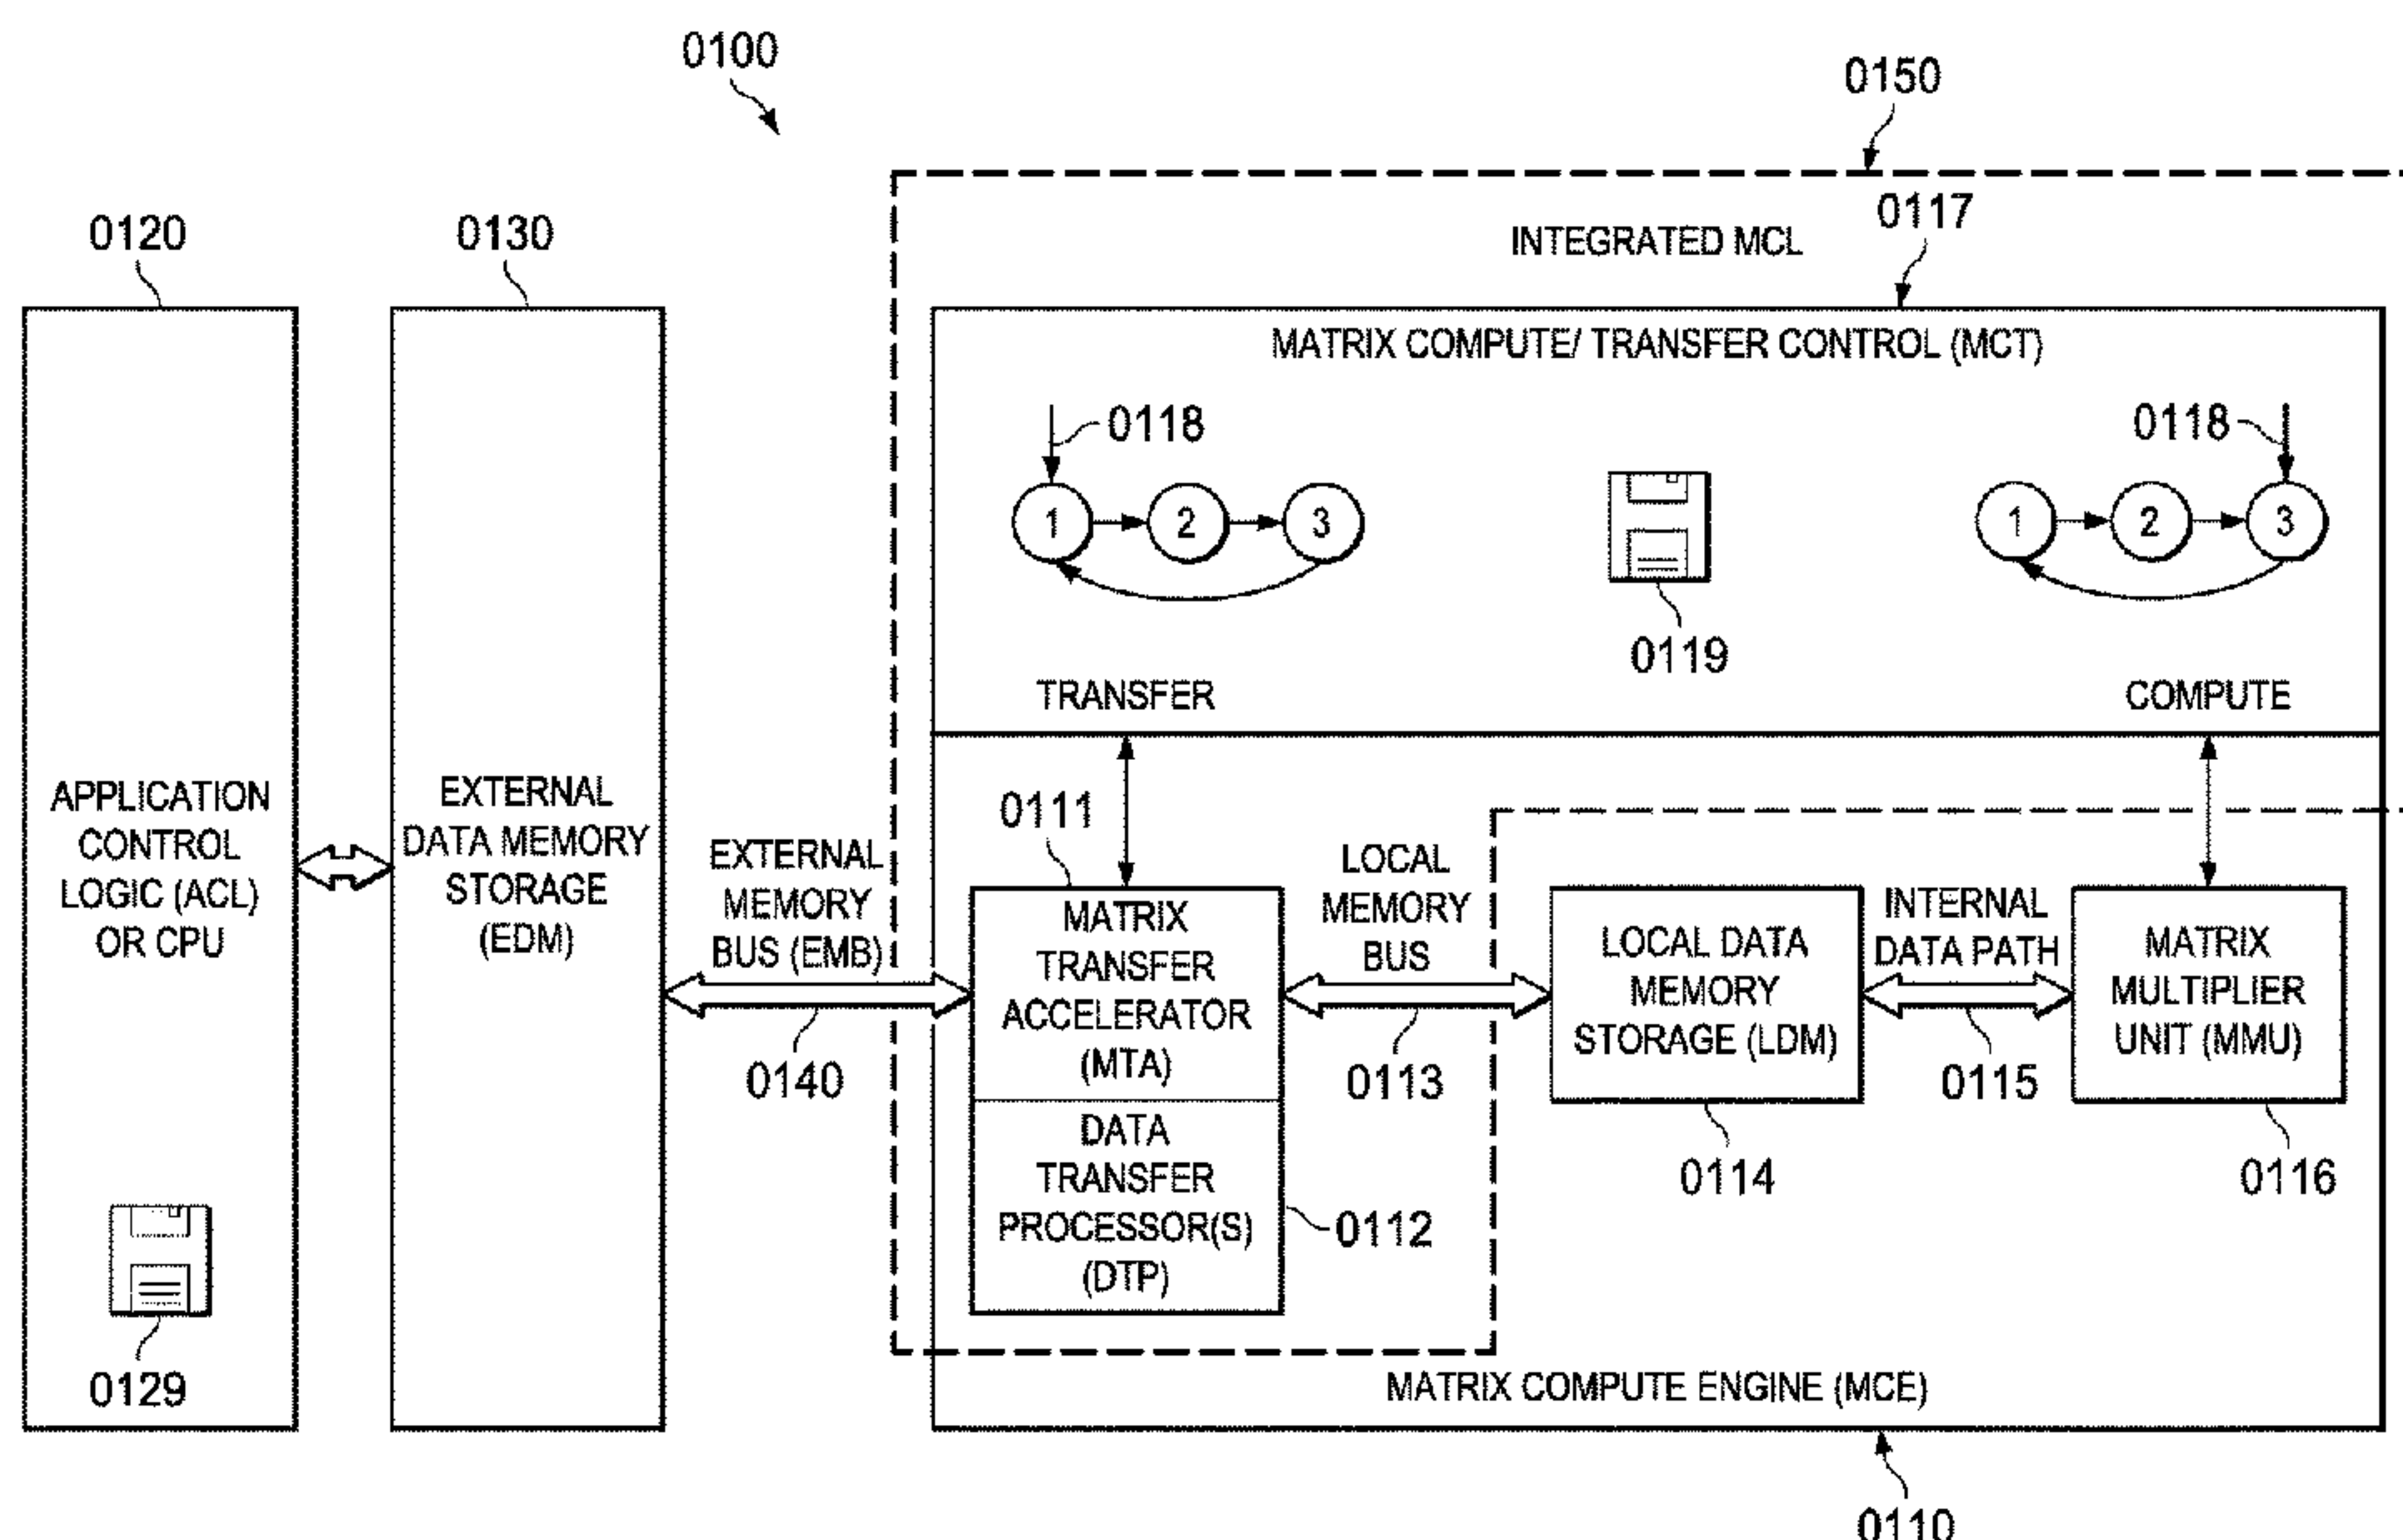 0100
0150
0120
0130
INTEGRATED MCL
0117
MATRIX COMPUTE/ TRANSFER CONTROL (MCT)
0118
0118
1
2
3
1
2
3
0119
TRANSFER
COMPUTE
APPLICATION
CONTROL
LOGIC (ACL)
OR CPU
0129
EXTERNAL
DATA MEMORY
STORAGE
(EDM)
EXTERNAL
MEMORY
BUS (EMB)
0140
0111
MATRIX
TRANSFER
ACCELERATOR
(MTA)
DATA
TRANSFER
PROCESSOR(S)
(DTP)
0112
LOCAL
MEMORY
BUS
0113
LOCAL DATA
MEMORY
STORAGE (LDM)
0114
INTERNAL
DATA PATH
0115
MATRIX
MULTIPLIER
UNIT (MMU)
0116
MATRIX COMPUTE ENGINE (MCE)
0110